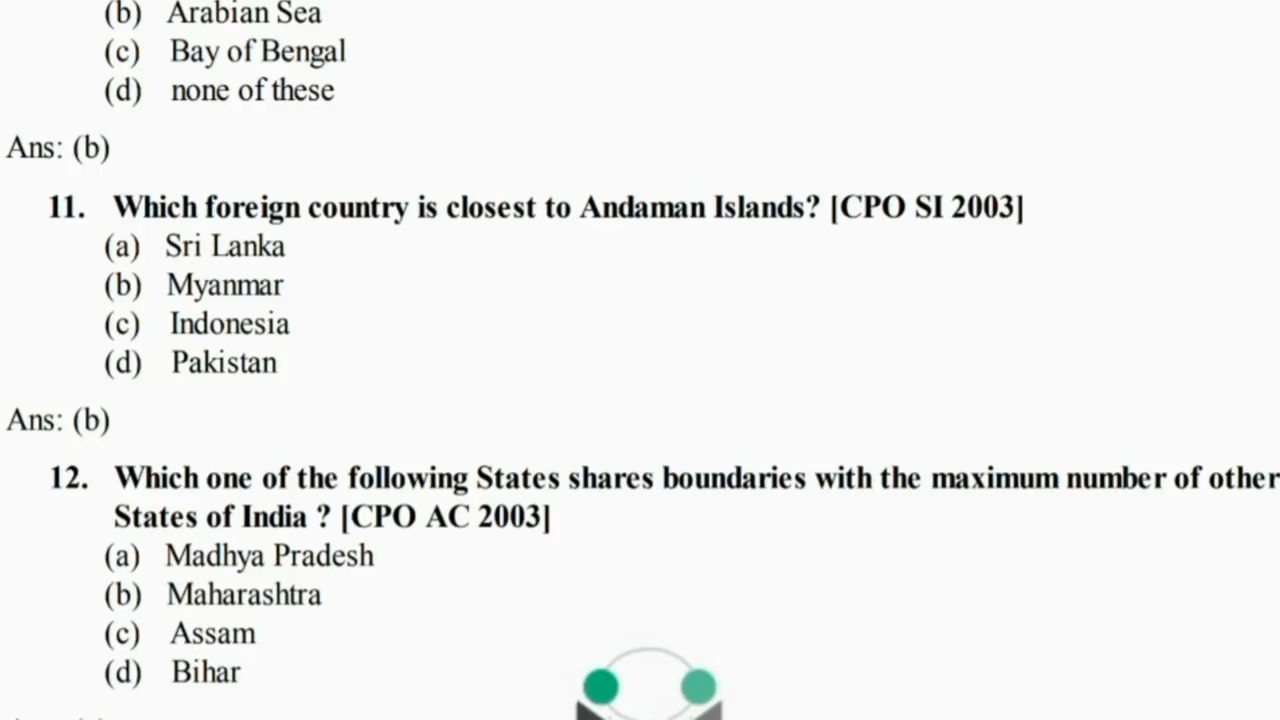 (b) Arabian Sea
(c) Bay of Bengal
(d) none of these
Ans: (b)
11. Which foreign country is closest to Andaman Islands? [CPO SI 2003]
(a) Sri Lanka
(b) Myanmar
(c) Indonesia
(d) Pakistan
Ans: (b)
12. Which one of the following States shares boundaries with the maximum number of other
States of India ? [CPO AC 2003]
(a) Madhya Pradesh
(b) Maharashtra
(c) Assam
(d) Bihar